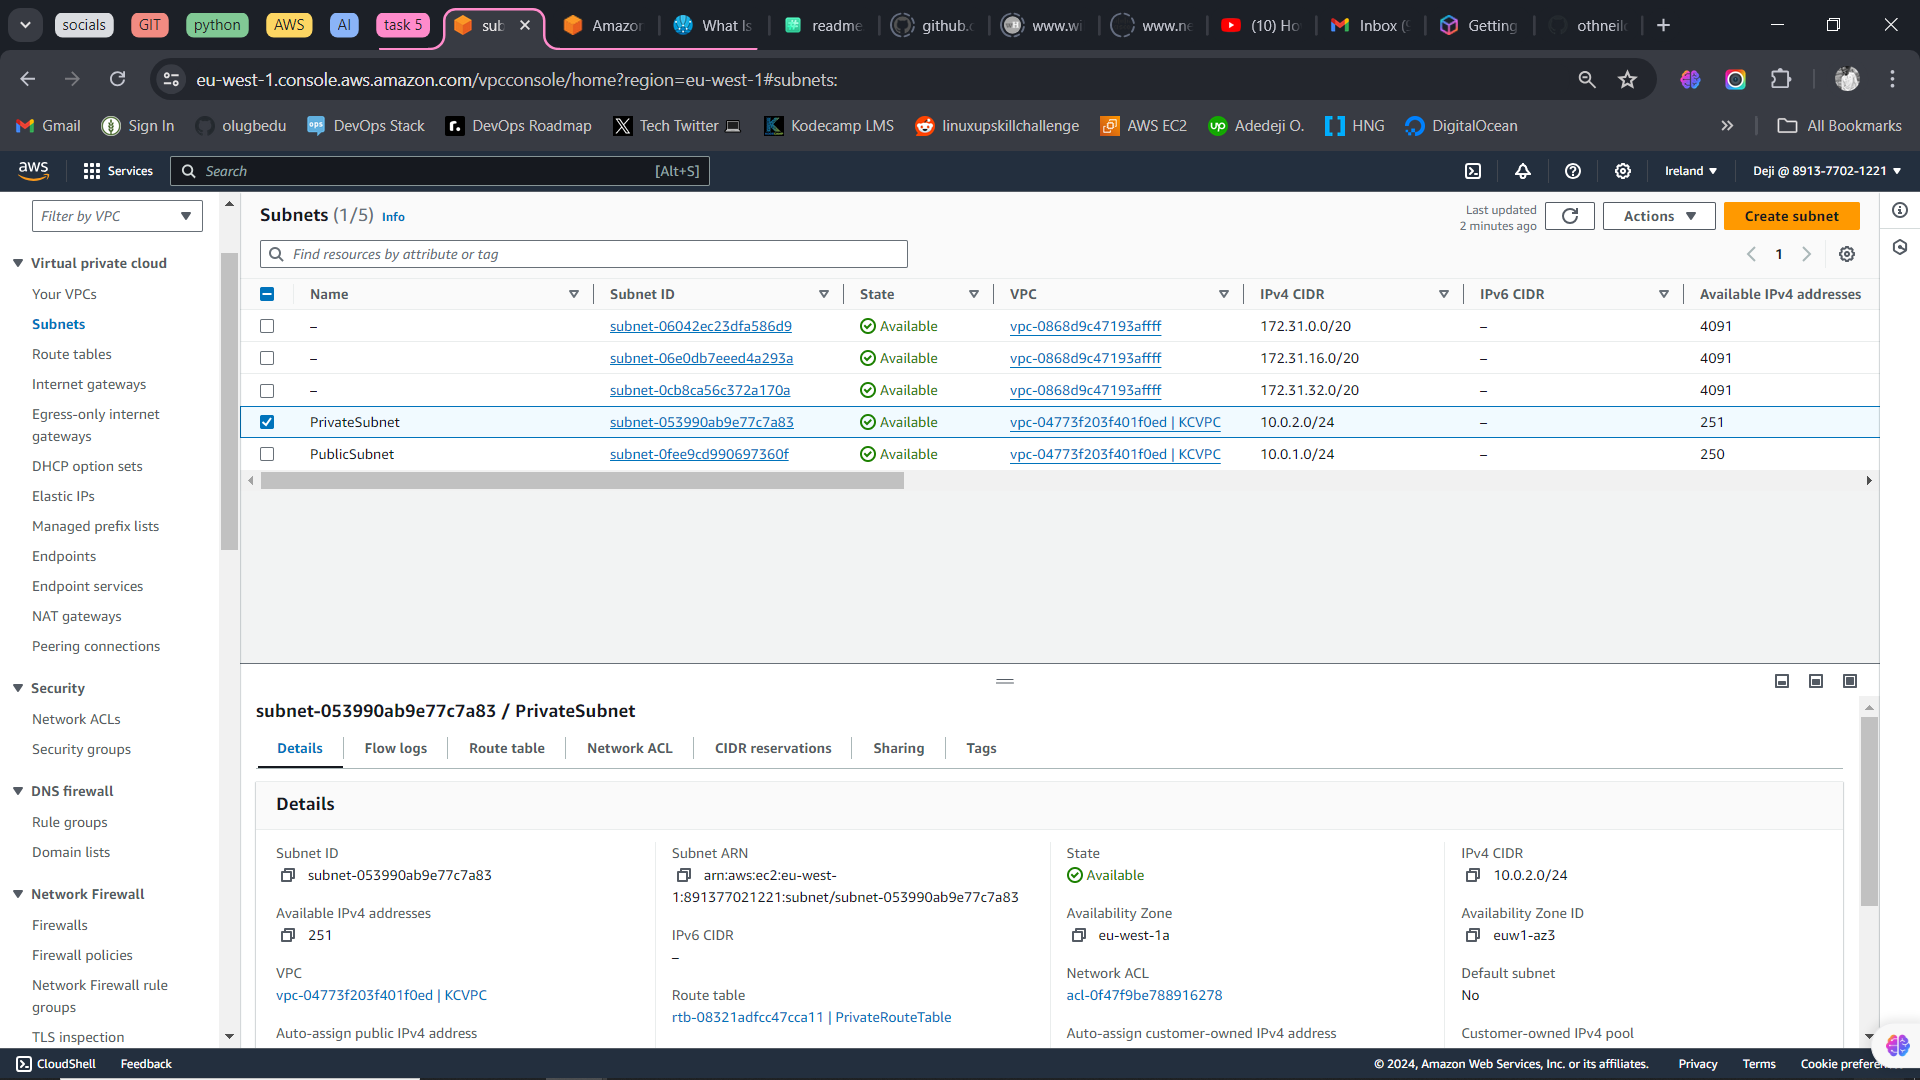 socials
GIT
python
AWS
AI
task 5
sub
Amazon
What Is
readme
github.c
www.wi
www.ne
(10) Ho
Inbox (9
Getting
othneild
eu-west-1.console.aws.amazon.com/vpcconsole/home?region=eu-west-1#subnets:
Gmail
Sign In
olugbedu
DevOps Stack
DevOps Roadmap
Tech Twitter
Kodecamp LMS
linuxupskillchallenge
AWS EC2
Adedeji O.
HNG
DigitalOcean
All Bookmarks
aws
Services
Search
[Alt+S]
Ireland
Deji @ 8913-7702-1221
Filter by VPC
Virtual private cloud
Your VPCs
Subnets
Route tables
Internet gateways
Egress-only internet
gateways
DHCP option sets
Elastic IPs
Managed prefix lists
Endpoints
Endpoint services
NAT gateways
Peering connections
Security
Network ACLs
Security groups
DNS firewall
Rule groups
Domain lists
Network Firewall
Firewalls
Firewall policies
Network Firewall rule
groups
TLS inspection
Subnets (1/5) Info
Last updated
2 minutes ago
Actions
Create subnet
Find resources by attribute or tag
1
Name Subnet ID State VPC IPv4 CIDR IPv6 CIDR Available IPv4 addresses
– subnet-06042ec23dfa586d9 Available vpc-0868d9c47193affff 172.31.0.0/20 – 4091
– subnet-06e0db7eeed4a293a Available vpc-0868d9c47193affff 172.31.16.0/20 – 4091
– subnet-0cb8ca56c372a170a Available vpc-0868d9c47193affff 172.31.32.0/20 – 4091
PrivateSubnet subnet-053990ab9e77c7a83 Available vpc-04773f203f401f0ed | KCVPC 10.0.2.0/24 – 251
PublicSubnet subnet-0fee9cd990697360f Available vpc-04773f203f401f0ed | KCVPC 10.0.1.0/24 – 250
subnet-053990ab9e77c7a83 / PrivateSubnet
Details
Flow logs
Route table
Network ACL
CIDR reservations
Sharing
Tags
Details
Subnet ID
subnet-053990ab9e77c7a83
Available IPv4 addresses
251
VPC
vpc-04773f203f401f0ed | KCVPC
Auto-assign public IPv4 address
Subnet ARN
arn:aws:ec2:eu-west-
1:891377021221:subnet/subnet-053990ab9e77c7a83
IPv6 CIDR
–
Route table
rtb-08321adfcc47cca11 | PrivateRouteTable
State
Available
Availability Zone
eu-west-1a
Network ACL
acl-0f47f9be788916278
Auto-assign customer-owned IPv4 address
IPv4 CIDR
10.0.2.0/24
Availability Zone ID
euw1-az3
Default subnet
No
Customer-owned IPv4 pool
CloudShell
Feedback
© 2024, Amazon Web Services, Inc. or its affiliates.
Privacy
Terms
Cookie prefere